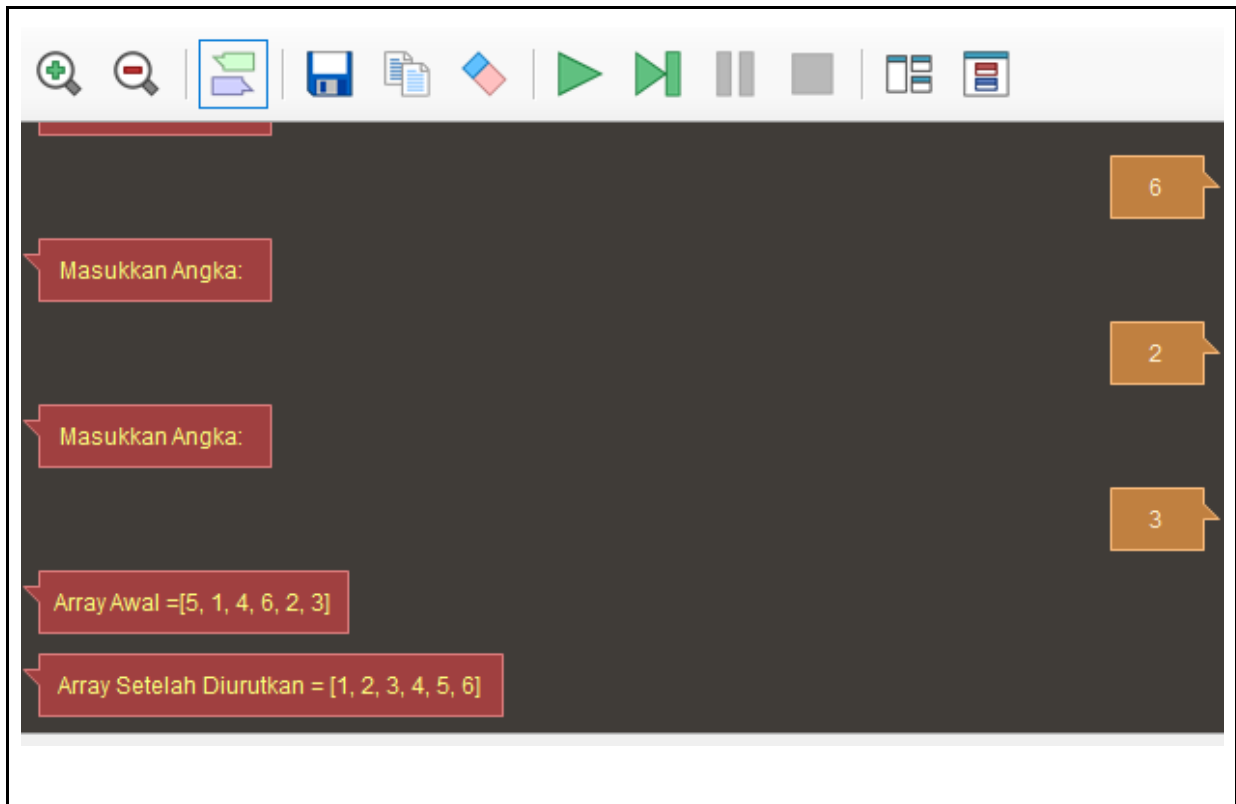 6
Masukkan Angka:
2
Masukkan Angka:
3
Array Awal =[5, 1, 4, 6, 2, 3]
Array Setelah Diurutkan = [1, 2, 3, 4, 5, 6]